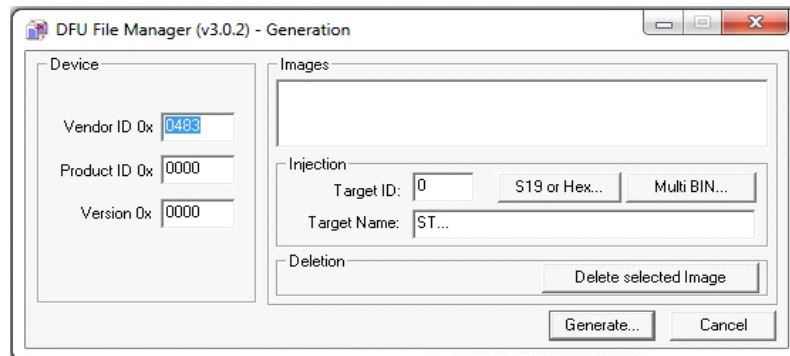 DFU File Manager (v3.0.2) - Generation
Device
Vendor ID 0x 0483
Product ID 0x 0000
Version 0x 0000
Images
Injection
Target ID: 0 S19 or Hex... Multi BIN...
Target Name: ST...
Deletion
Delete selected Image
Generate... Cancel